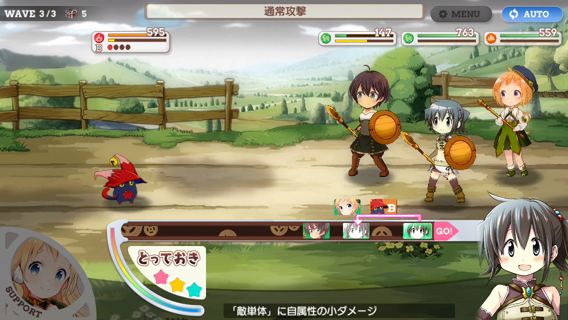 WAVE 3/3 5
通常攻撃
MENU
AUTO
595
B
147
763
559
B
GO!
とっておき
SUPPORT
「敵単体」に自属性の小ダメージ